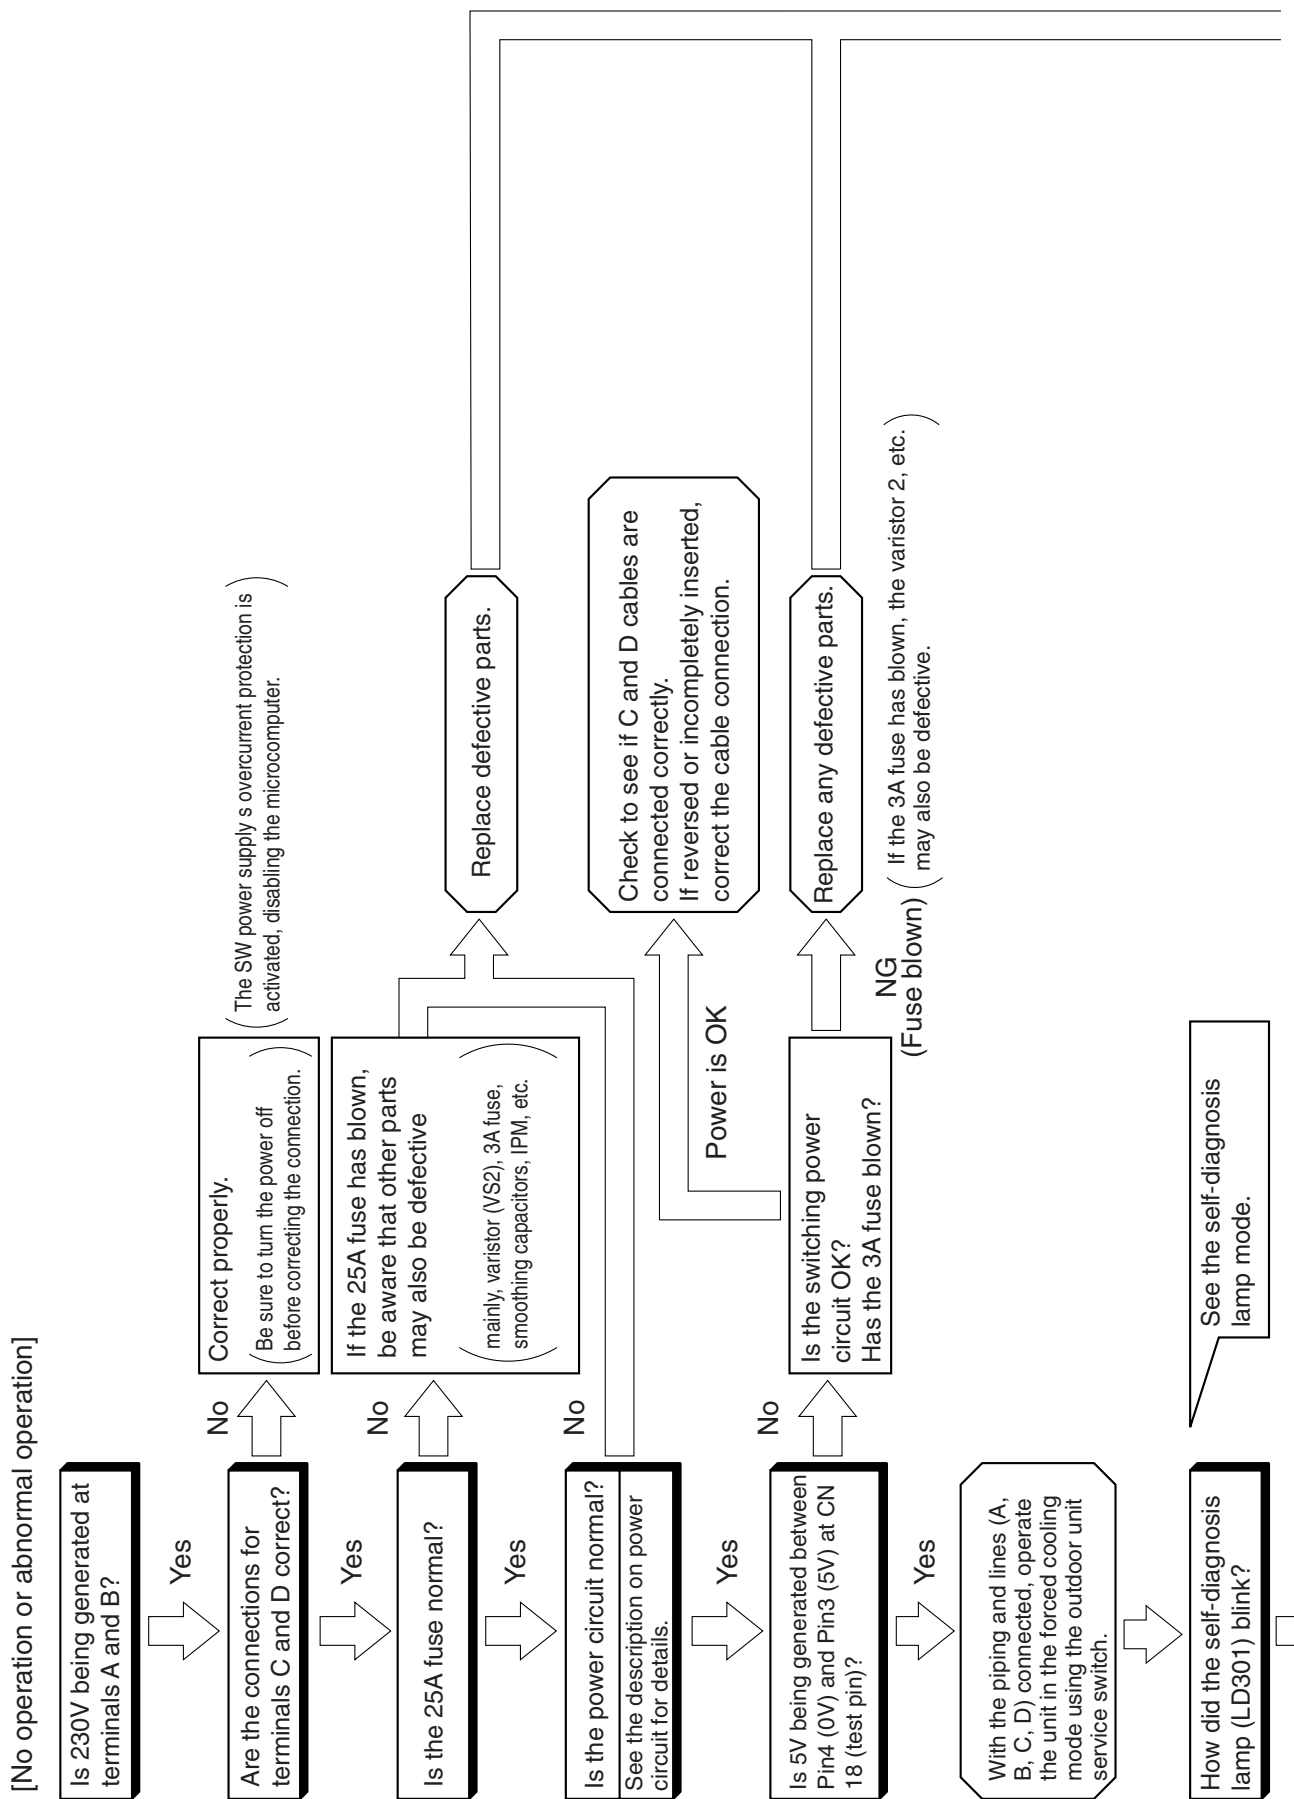 [No operation or abnormal operation]
Is 230V being generated at
terminals A and B?
Yes
Are the connections for
terminals C and D correct?
No
Correct properly.
Be sure to turn the power off
before correcting the connection.
The SW power supply s overcurrent protection is
activated, disabling the microcomputer.
Yes
Is the 25A fuse normal?
No
If the 25A fuse has blown,
be aware that other parts
may also be defective
mainly, varistor (VS2), 3A fuse,
smoothing capacitors, IPM, etc.
Replace defective parts.
Yes
Is the power circuit normal?
See the description on power
circuit for details.
No
Yes
Is 5V being generated between
Pin4 (0V) and Pin3 (5V) at CN
18 (test pin)?
No
Is the switching power
circuit OK?
Has the 3A fuse blown?
Power is OK
Check to see if C and D cables are
connected correctly.
If reversed or incompletely inserted,
correct the cable connection.
NG
(Fuse blown)
Replace any defective parts.
If the 3A fuse has blown, the varistor 2, etc.
may also be defective.
Yes
With the piping and lines (A,
B, C, D) connected, operate
the unit in the forced cooling
mode using the outdoor unit
service switch.
How did the self-diagnosis
lamp (LD301) blink?
See the self-diagnosis
lamp mode.